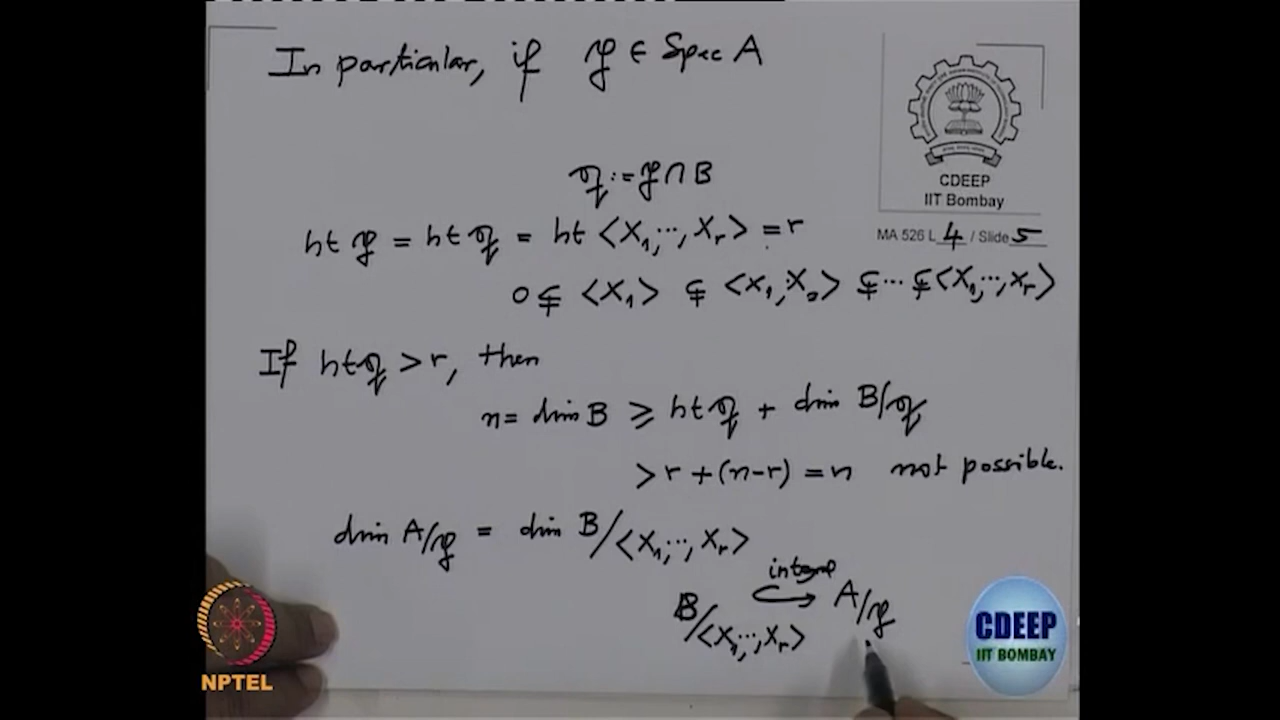 In particular, if 𝔭 ∈ Spec A
𝔮 := 𝔭 ∩ B
ht 𝔭 = ht 𝔮 = ht <X₁,…, Xᵣ> = r
0 ⊊ <X₁> ⊊ <X₁, X₂> ⊊ … ⊊ <X₁,…, Xᵣ>
If ht 𝔮 > r, then
n = dim B ≥ ht 𝔮 + dim B/𝔮
> r + (n-r) = n not possible.
dim A/𝔭 = dim B/<X₁,…, Xᵣ>
integral
B/<X₁,…, Xᵣ> ↪ A/𝔭
CDEEP
IIT Bombay
MA 526 L 4 / Slide 5
NPTEL
CDEEP
IIT BOMBAY